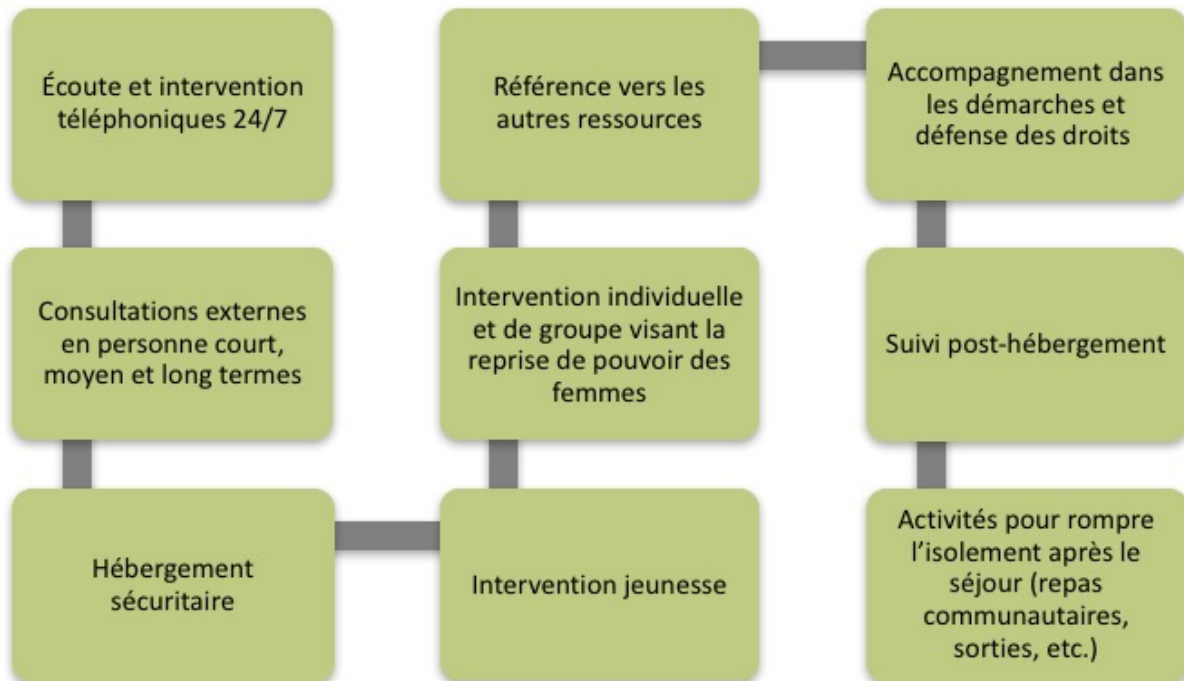 Écoute et intervention
téléphoniques 24/7
Consultations externes
en personne court,
moyen et long termes
Hébergement
sécuritaire
Intervention jeunesse
Intervention individuelle
et de groupe visant la
reprise de pouvoir des
femmes
Référence vers les
autres ressources
Accompagnement dans
les démarches et
défense des droits
Suivi post-hébergement
Activités pour rompre
l’isolement après le
séjour (repas
communautaires,
sorties, etc.)